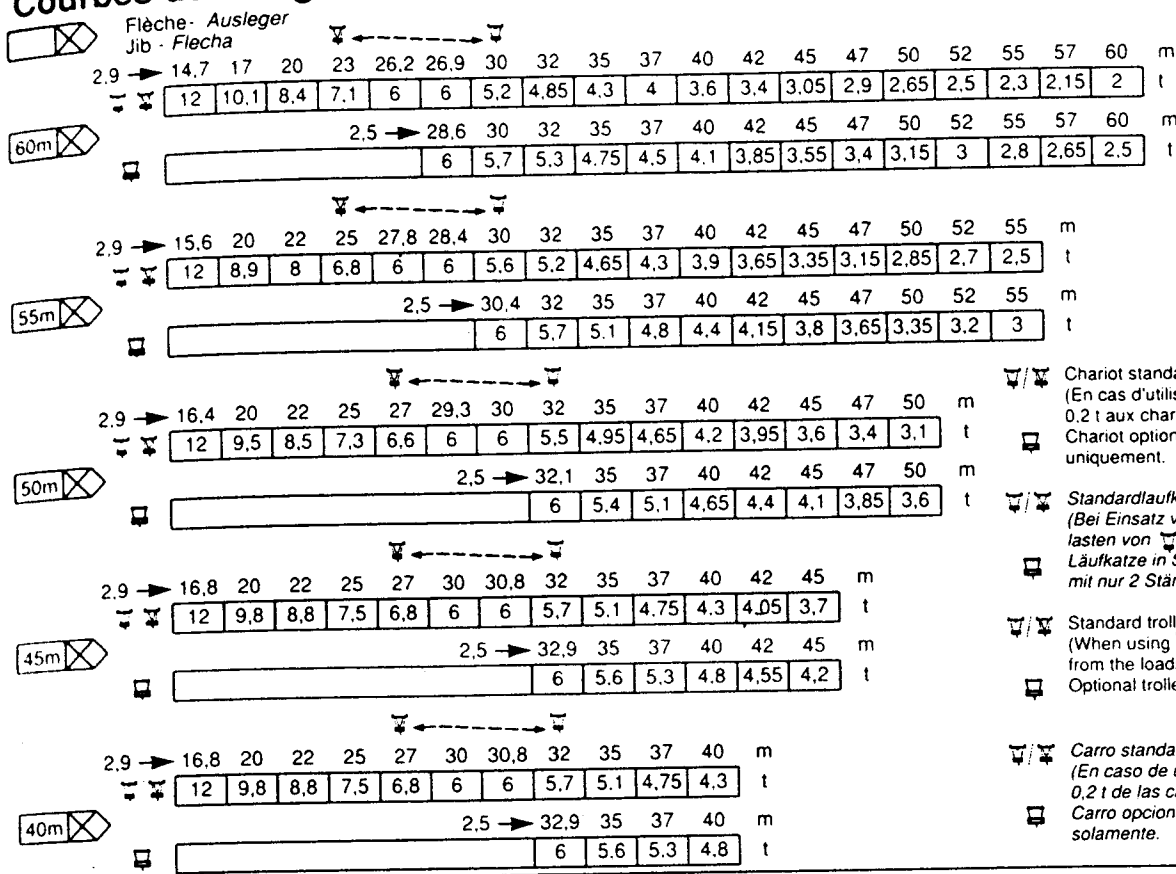 Flèche - Ausleger
Jib - Flecha
2,9 14,7 17 20 23 26,2 26,9 30 32 35 37 40 42 45 47 50 52 55 57 60 m
12 10,1 8,4 7,1 6 6 5,2 4,85 4,3 4 3,6 3,4 3,05 2,9 2,65 2,5 2,3 2,15 2 t
60m
2,5 28,6 30 32 35 37 40 42 45 47 50 52 55 57 60 m
6 5,7 5,3 4,75 4,5 4,1 3,85 3,55 3,4 3,15 3 2,8 2,65 2,5 t
2,9 15,6 20 22 25 27,8 28,4 30 32 35 37 40 42 45 47 50 52 55 m
12 8,9 8 6,8 6 6 5,6 5,2 4,65 4,3 3,9 3,65 3,35 3,15 2,85 2,7 2,5 t
55m
2,5 30,4 32 35 37 40 42 45 47 50 52 55 m
6 5,7 5,1 4,8 4,4 4,15 3,8 3,65 3,35 3,2 3 t
2,9 16,4 20 22 25 27 29,3 30 32 35 37 40 42 45 47 50 m
12 9,5 8,5 7,3 6,6 6 6 5,5 4,95 4,65 4,2 3,95 3,6 3,4 3,1 t
50m
2,5 32,1 35 37 40 42 45 47 50 m
6 5,4 5,1 4,65 4,4 4,1 3,85 3,6 t
2,9 16,8 20 22 25 27 30 30,8 32 35 37 40 42 45 m
12 9,8 8,8 7,5 6,8 6 6 5,7 5,1 4,75 4,3 4,05 3,7 t
45m
2,5 32,9 35 37 40 42 45 m
6 5,6 5,3 4,8 4,55 4,2 t
2,9 16,8 20 22 25 27 30 30,8 32 35 37 40 m
12 9,8 8,8 7,5 6,8 6 6 5,7 5,1 4,75 4,3 t
40m
2,5 32,9 35 37 40 m
6 5,6 5,3 4,8 t
Chariot standa
(En cas d'utilis
0,2 t aux char
Chariot option
uniquement.
Standardlaufk
(Bei Einsatz v
lasten von
Läufkatze in S
mit nur 2 Strän
Standard troll
(When using
from the load
Optional trolle
Carro standa
(En caso de
0,2 t de las c
Carro opcion
solamente.